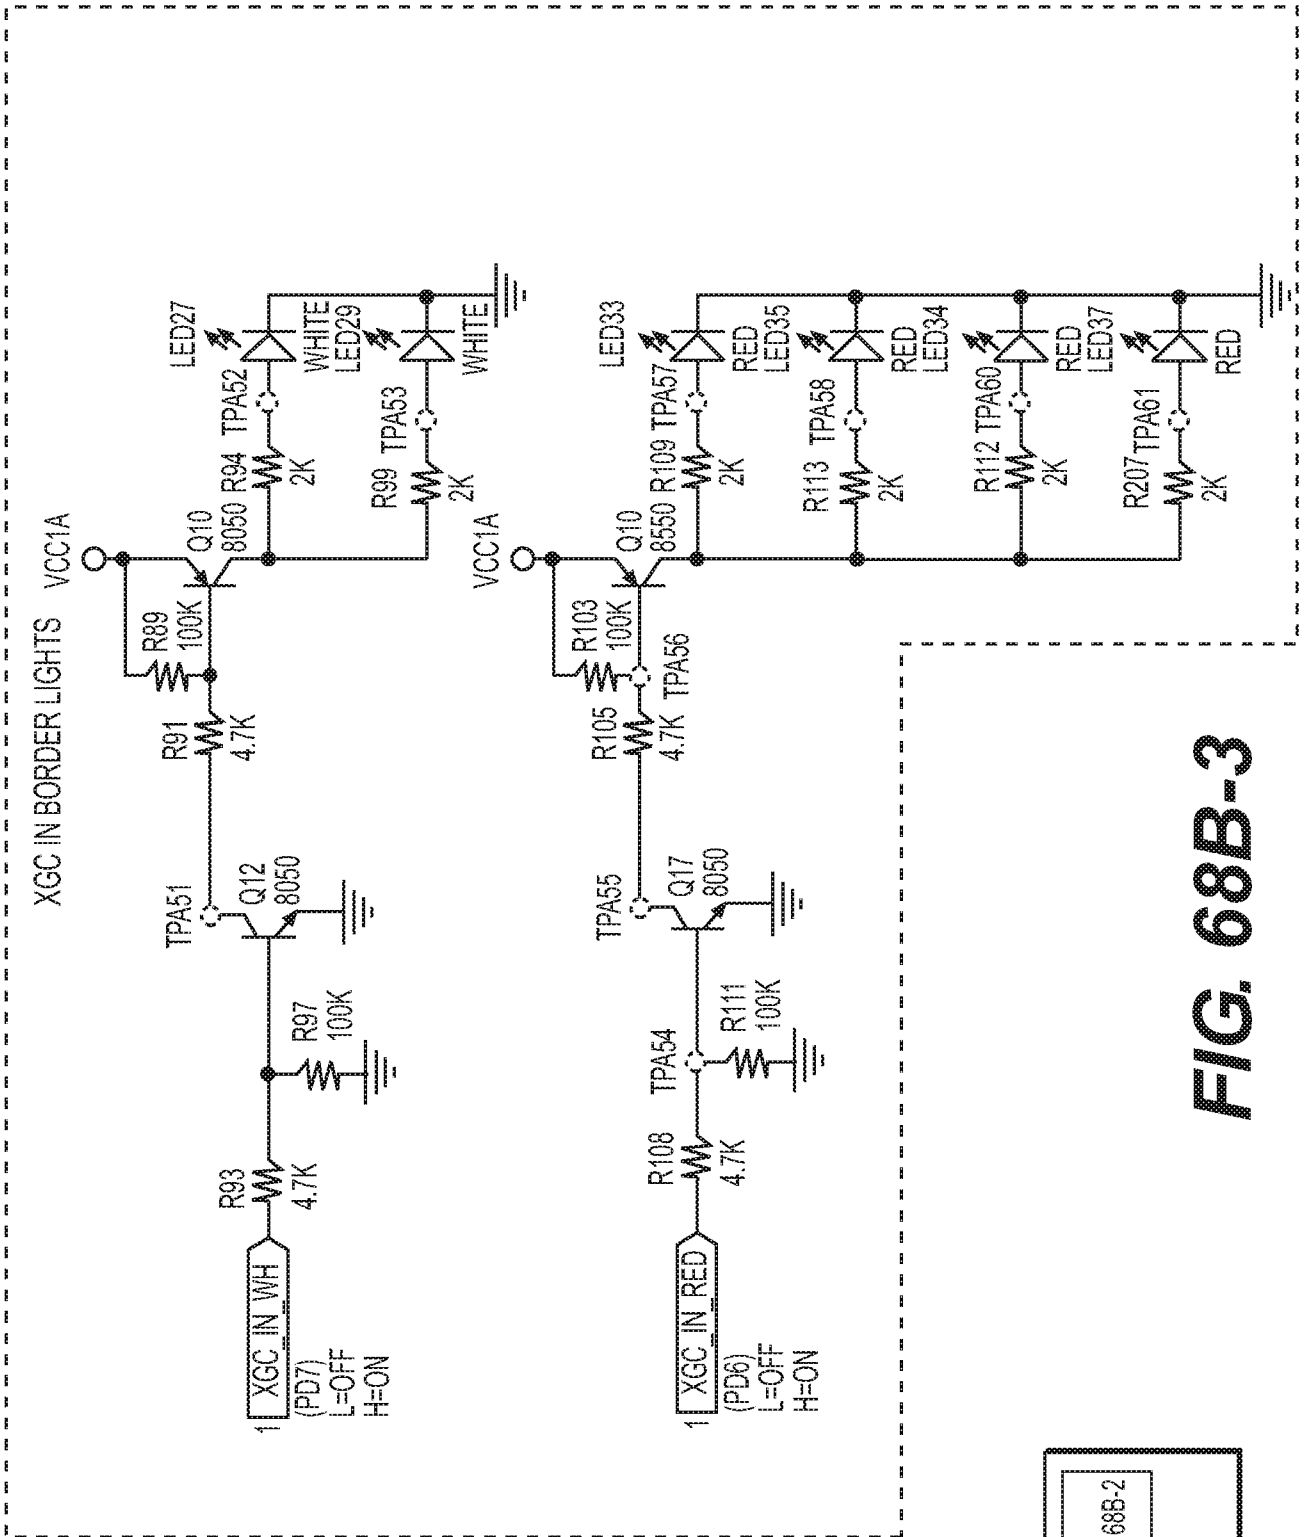 XGC IN BORDER LIGHTS
VCC1A
R89
100K
Q10
8050
R91
4.7K
TPA51
Q12
8050
R97
100K
R93
4.7K
1
XGC_IN_WH
(PD7)
L=OFF
H=ON
R94
2K
TPA52
LED27
WHITE
R99
2K
TPA53
LED29
WHITE
VCC1A
R103
100K
Q10
8550
TPA56
R105
4.7K
TPA55
Q17
8050
TPA54
R111
100K
R108
4.7K
1
XGC_IN_RED
(PD6)
L=OFF
H=ON
R109
2K
TPA57
LED33
RED
R113
2K
TPA58
LED35
RED
R112
2K
TPA60
LED34
RED
R207
2K
TPA61
LED37
RED
FIG. 68B-3
68B-2